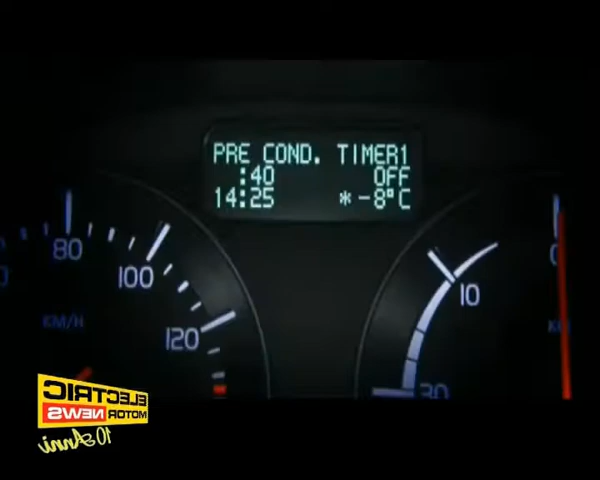 PRE COND. TIMER1
:40 OFF
14:25 *-8°C
80
100
120
KM/H
0
10
30
ELECTRIC
MOTOR NEWS
10 Anni